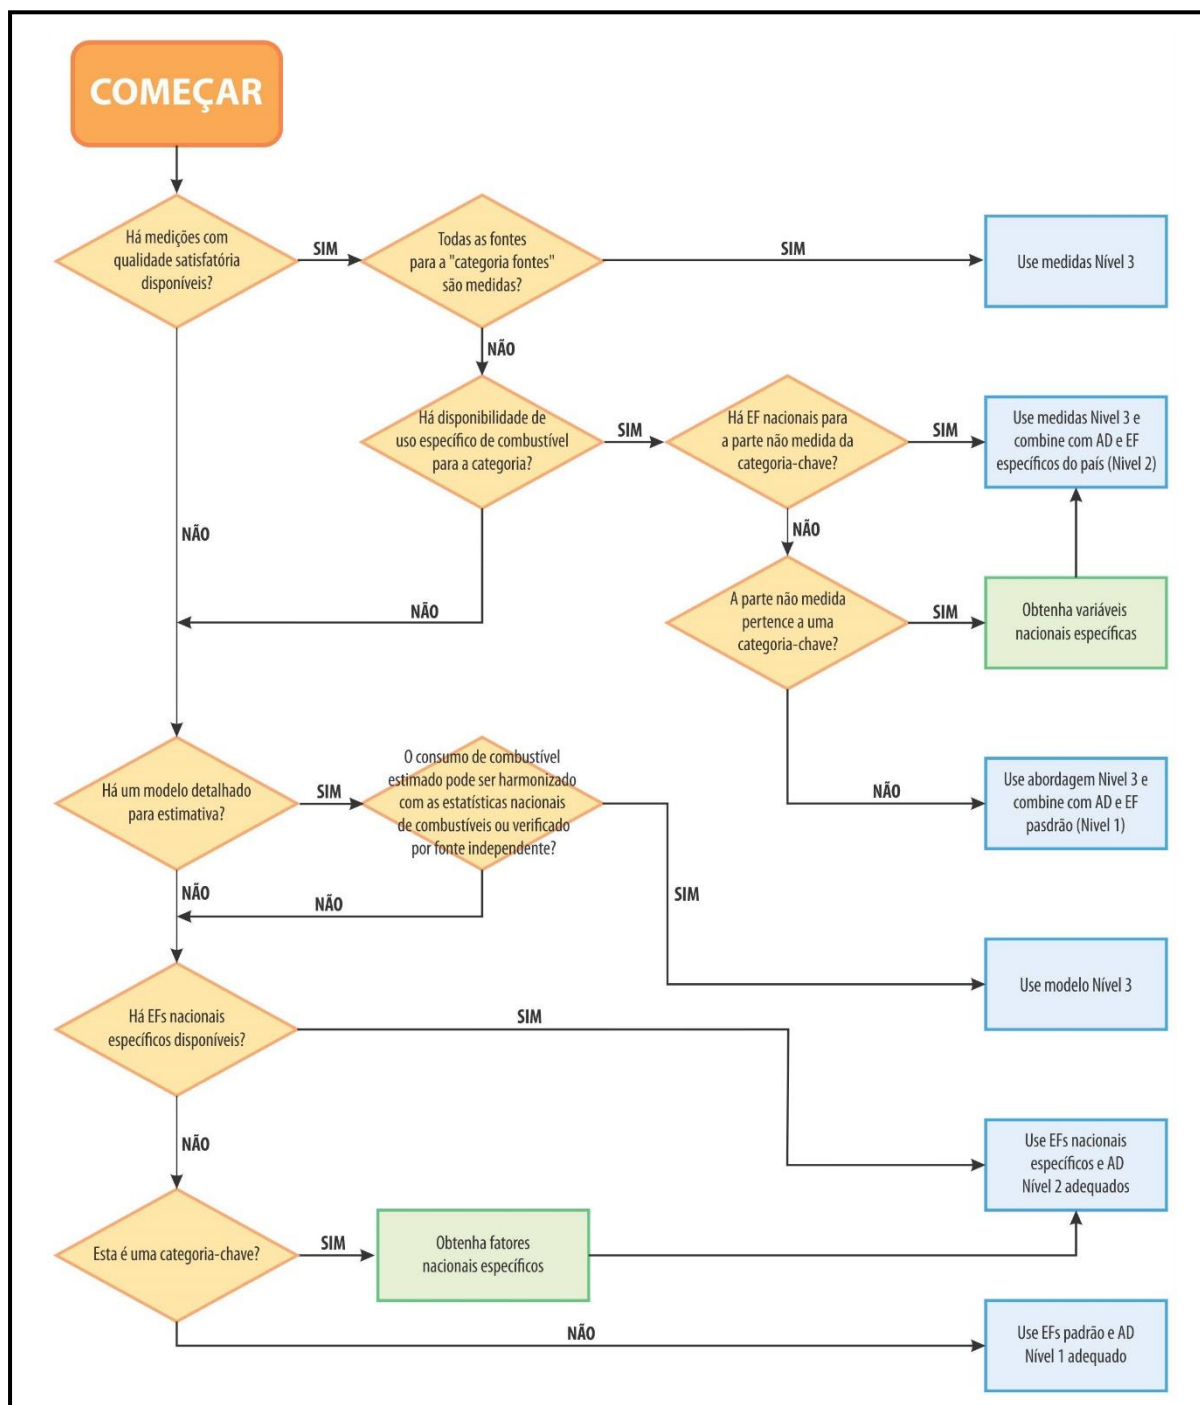 COMEÇAR
Há medições com
qualidade satisfatória
disponíveis?
SIM
Todas as fontes
para a "categoria fontes"
são medidas?
SIM
Use medidas Nível 3
NÃO
Há disponibilidade de
uso específico de combustível
para a categoria?
SIM
Há EF nacionais para
a parte não medida da
categoria-chave?
SIM
Use medidas Nivel 3 e
combine com AD e EF
específicos do país (Nivel 2)
NÃO
NÃO
NÃO
A parte não medida
pertence a uma
categoria-chave?
SIM
Obtenha variáveis
nacionais específicas
Há um modelo detalhado
para estimativa?
SIM
O consumo de combustível
estimado pode ser harmonizado
com as estatísticas nacionais
de combustíveis ou verificado
por fonte independente?
NÃO
Use abordagem Nível 3 e
combine com AD e EF
pasdrão (Nivel 1)
NÃO
NÃO
SIM
Use modelo Nível 3
Há EFs nacionais
específicos disponíveis?
SIM
NÃO
Use EFs nacionais
específicos e AD
Nível 2 adequados
Esta é uma categoria-chave?
SIM
Obtenha fatores
nacionais específicos
NÃO
Use EFs padrão e AD
Nível 1 adequado